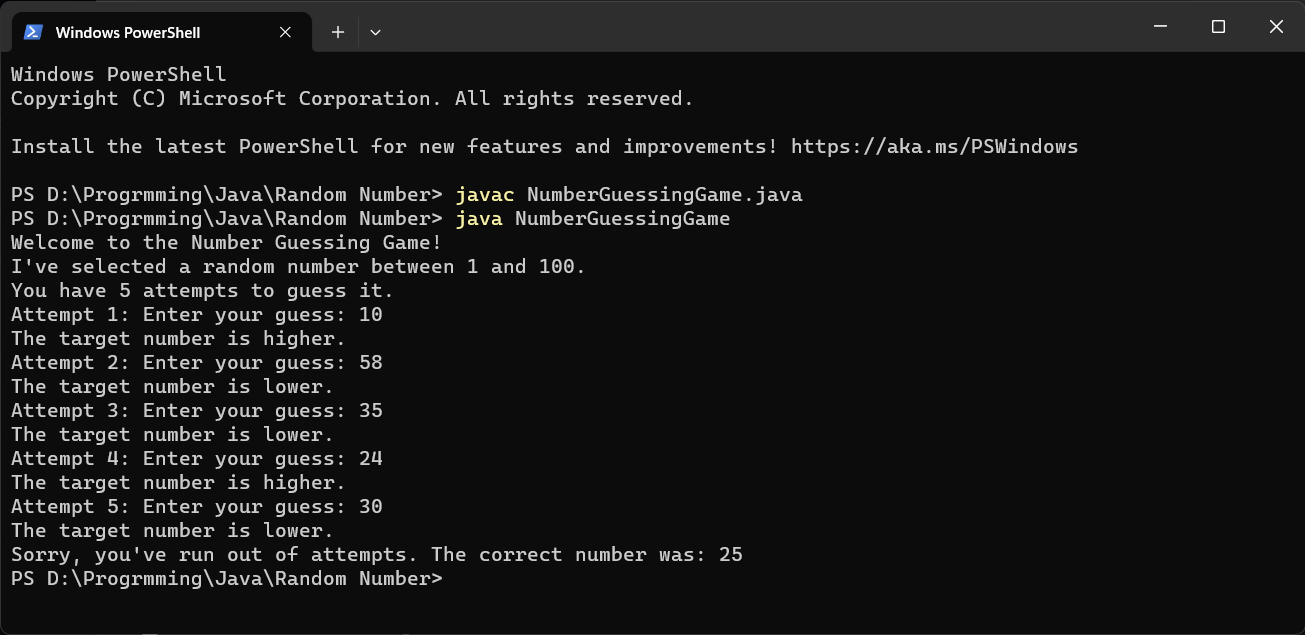 Windows PowerShell
Windows PowerShell
Copyright (C) Microsoft Corporation. All rights reserved.
Install the latest PowerShell for new features and improvements! https://aka.ms/PSWindows
PS D:\Progrmming\Java\Random Number> javac NumberGuessingGame.java
PS D:\Progrmming\Java\Random Number> java NumberGuessingGame
Welcome to the Number Guessing Game!
I've selected a random number between 1 and 100.
You have 5 attempts to guess it.
Attempt 1: Enter your guess: 10
The target number is higher.
Attempt 2: Enter your guess: 58
The target number is lower.
Attempt 3: Enter your guess: 35
The target number is lower.
Attempt 4: Enter your guess: 24
The target number is higher.
Attempt 5: Enter your guess: 30
The target number is lower.
Sorry, you've run out of attempts. The correct number was: 25
PS D:\Progrmming\Java\Random Number>